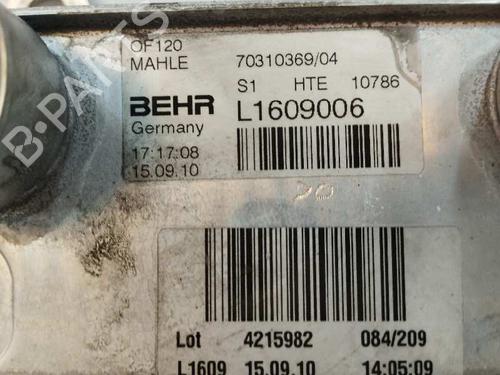 OF120
MAHLE 70310369/04
S1 HTE 10786
BEHR L1609006
Germany
17:17:08
15.09.10
B-PARTS
Lot 4215982 084/209
L1609 15.09.10 14:05:09